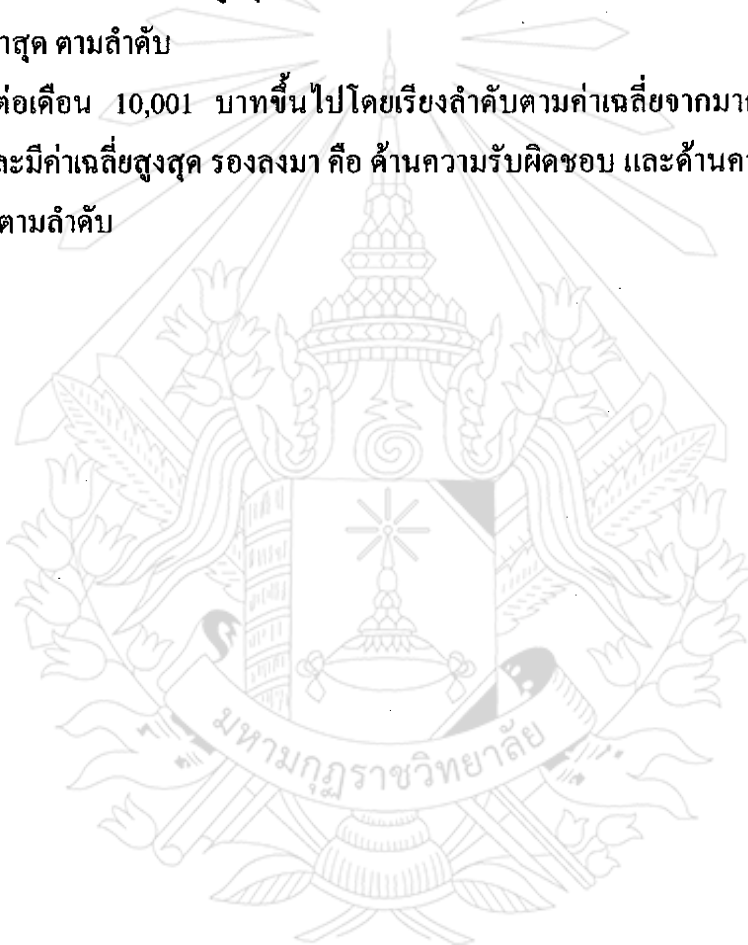 าสุด ตามลำดับ
ต่อเดือน 10,001 บาทขึ้นไปโดยเรียงลำดับตามค่าเฉลี่ยจากมา
ละมีค่าเฉลี่ยสูงสุด รองลงมา คือ ด้านความรับผิดชอบ และด้านคว
ตามลำดับ
มหามกุฏราชวิทยาลัย